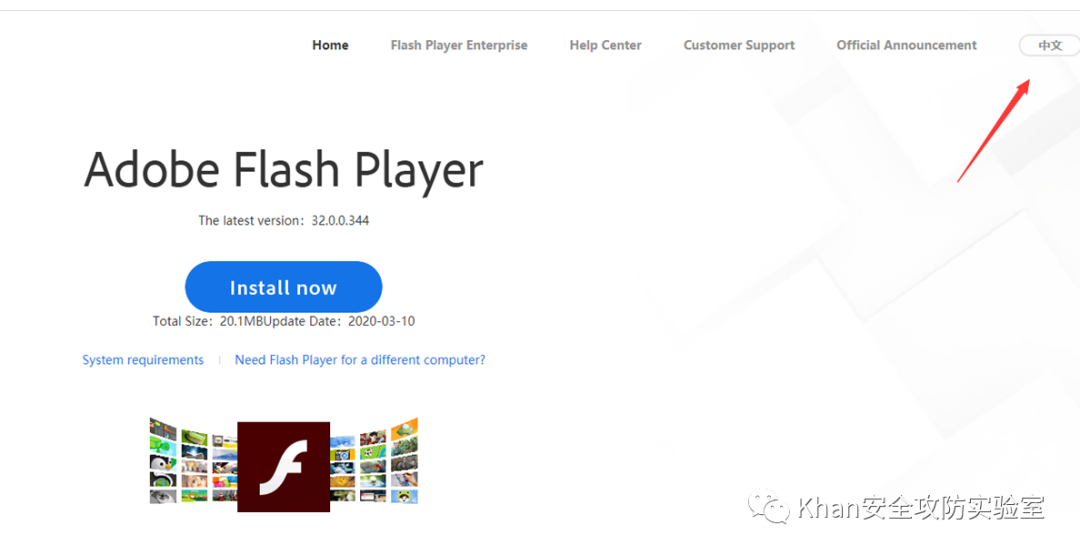 Home Flash Player Enterprise Help Center Customer Support Official Announcement 中文
Adobe Flash Player
The latest version：32.0.0.344
Install now
Total Size：20.1MBUpdate Date：2020-03-10
System requirements Need Flash Player for a different computer?
Khan安全攻防实验室